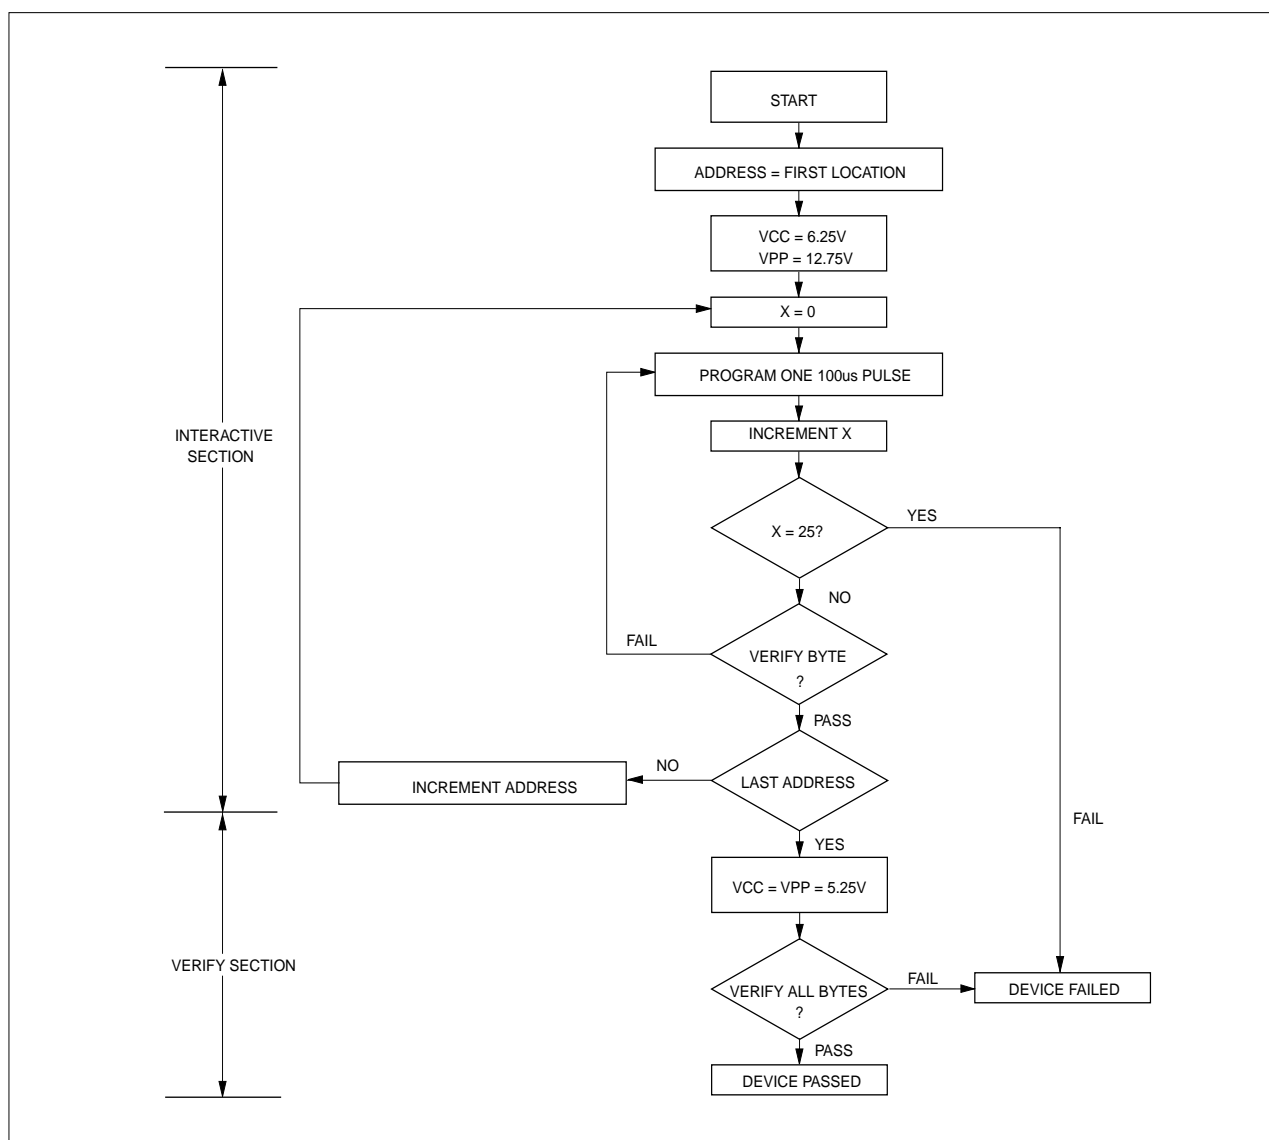 START
ADDRESS = FIRST LOCATION
VCC = 6.25V
VPP = 12.75V
X = 0
PROGRAM ONE 100us PULSE
INCREMENT X
INTERACTIVE
SECTION
X = 25?
YES
NO
FAIL
VERIFY BYTE
?
PASS
NO
LAST ADDRESS
INCREMENT ADDRESS
FAIL
YES
VCC = VPP = 5.25V
VERIFY SECTION
VERIFY ALL BYTES
?
FAIL
DEVICE FAILED
PASS
DEVICE PASSED